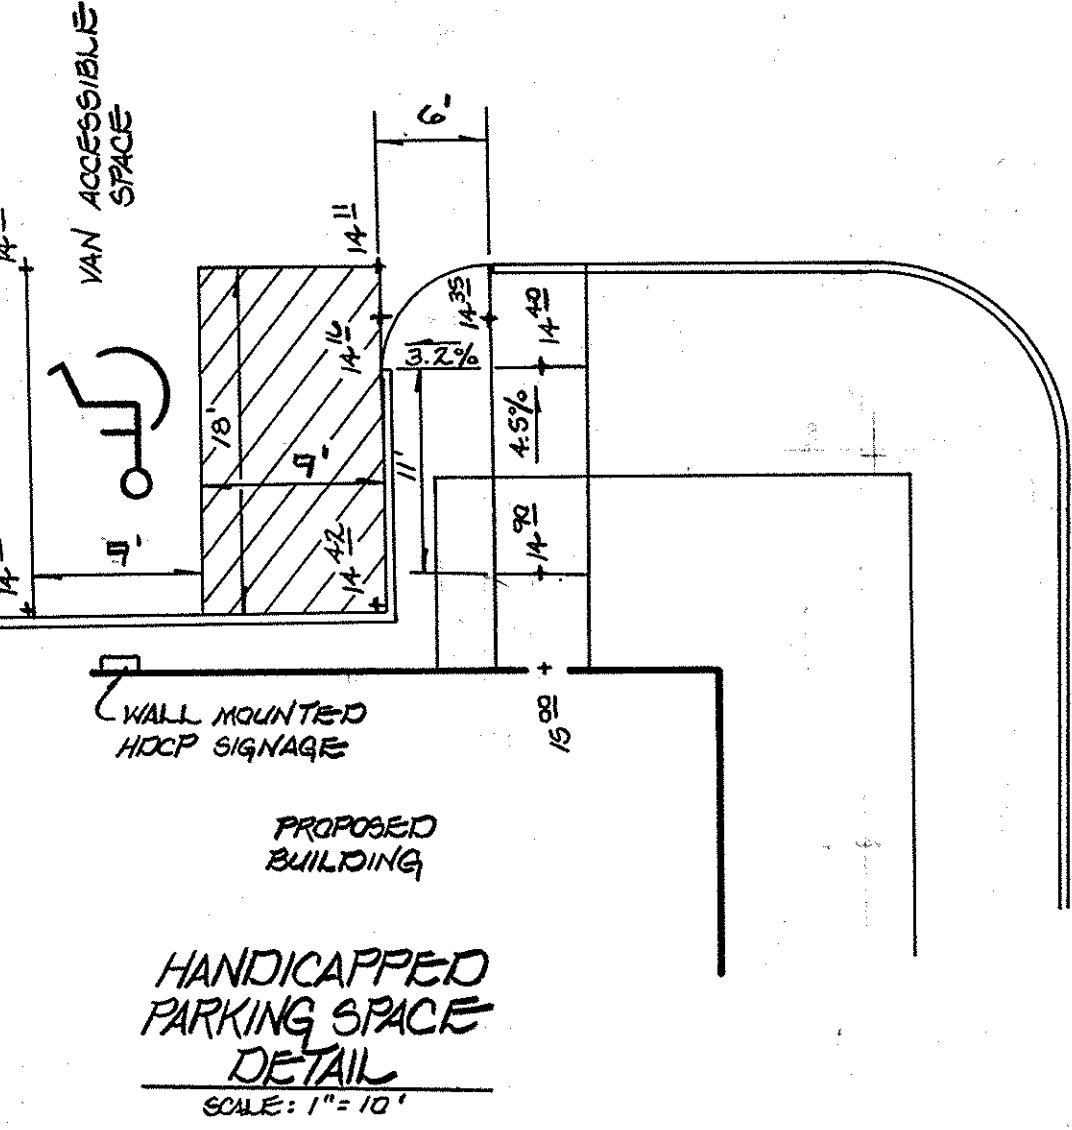 VAN ACCESSIBLE
SPACE
6'
14 11
14
14 16
14 35
14 40
3.2%
4.5%
18'
9'
11'
14 42
14 90
9'
14
WALL MOUNTED
HDCP SIGNAGE
15 00
PROPOSED
BUILDING
HANDICAPPED
PARKING SPACE
DETAIL
SCALE: 1" = 10'